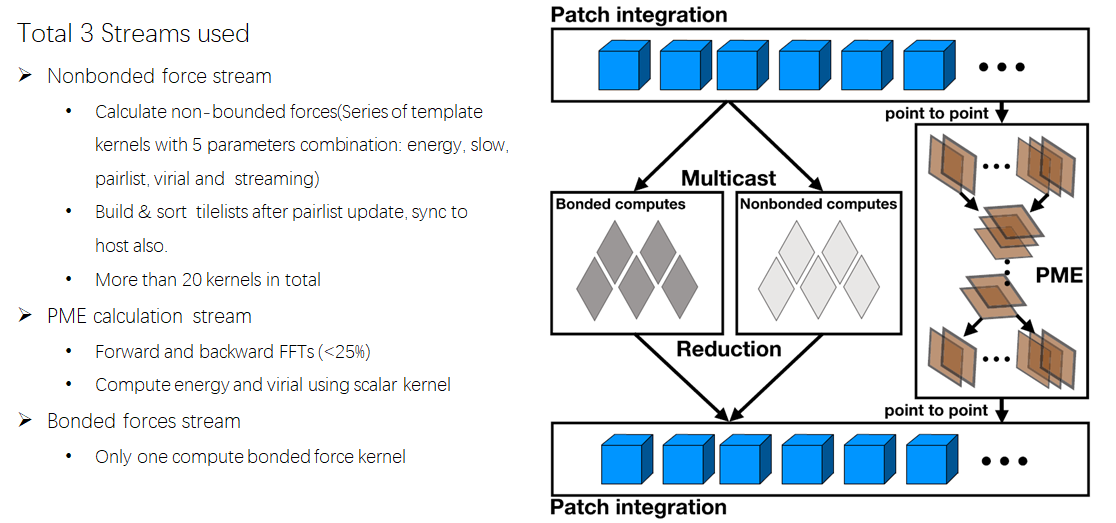 Total 3 Streams used
➢ Nonbonded force stream
• Calculate non-bounded forces(Series of template
kernels with 5 parameters combination: energy, slow,
pairlist, virial and streaming)
• Build & sort tilelists after pairlist update, sync to
host also.
• More than 20 kernels in total
➢ PME calculation stream
• Forward and backward FFTs (<25%)
• Compute energy and virial using scalar kernel
➢ Bonded forces stream
• Only one compute bonded force kernel
Patch integration
point to point
Multicast
Bonded computes
Nonbonded computes
PME
Reduction
point to point
Patch integration